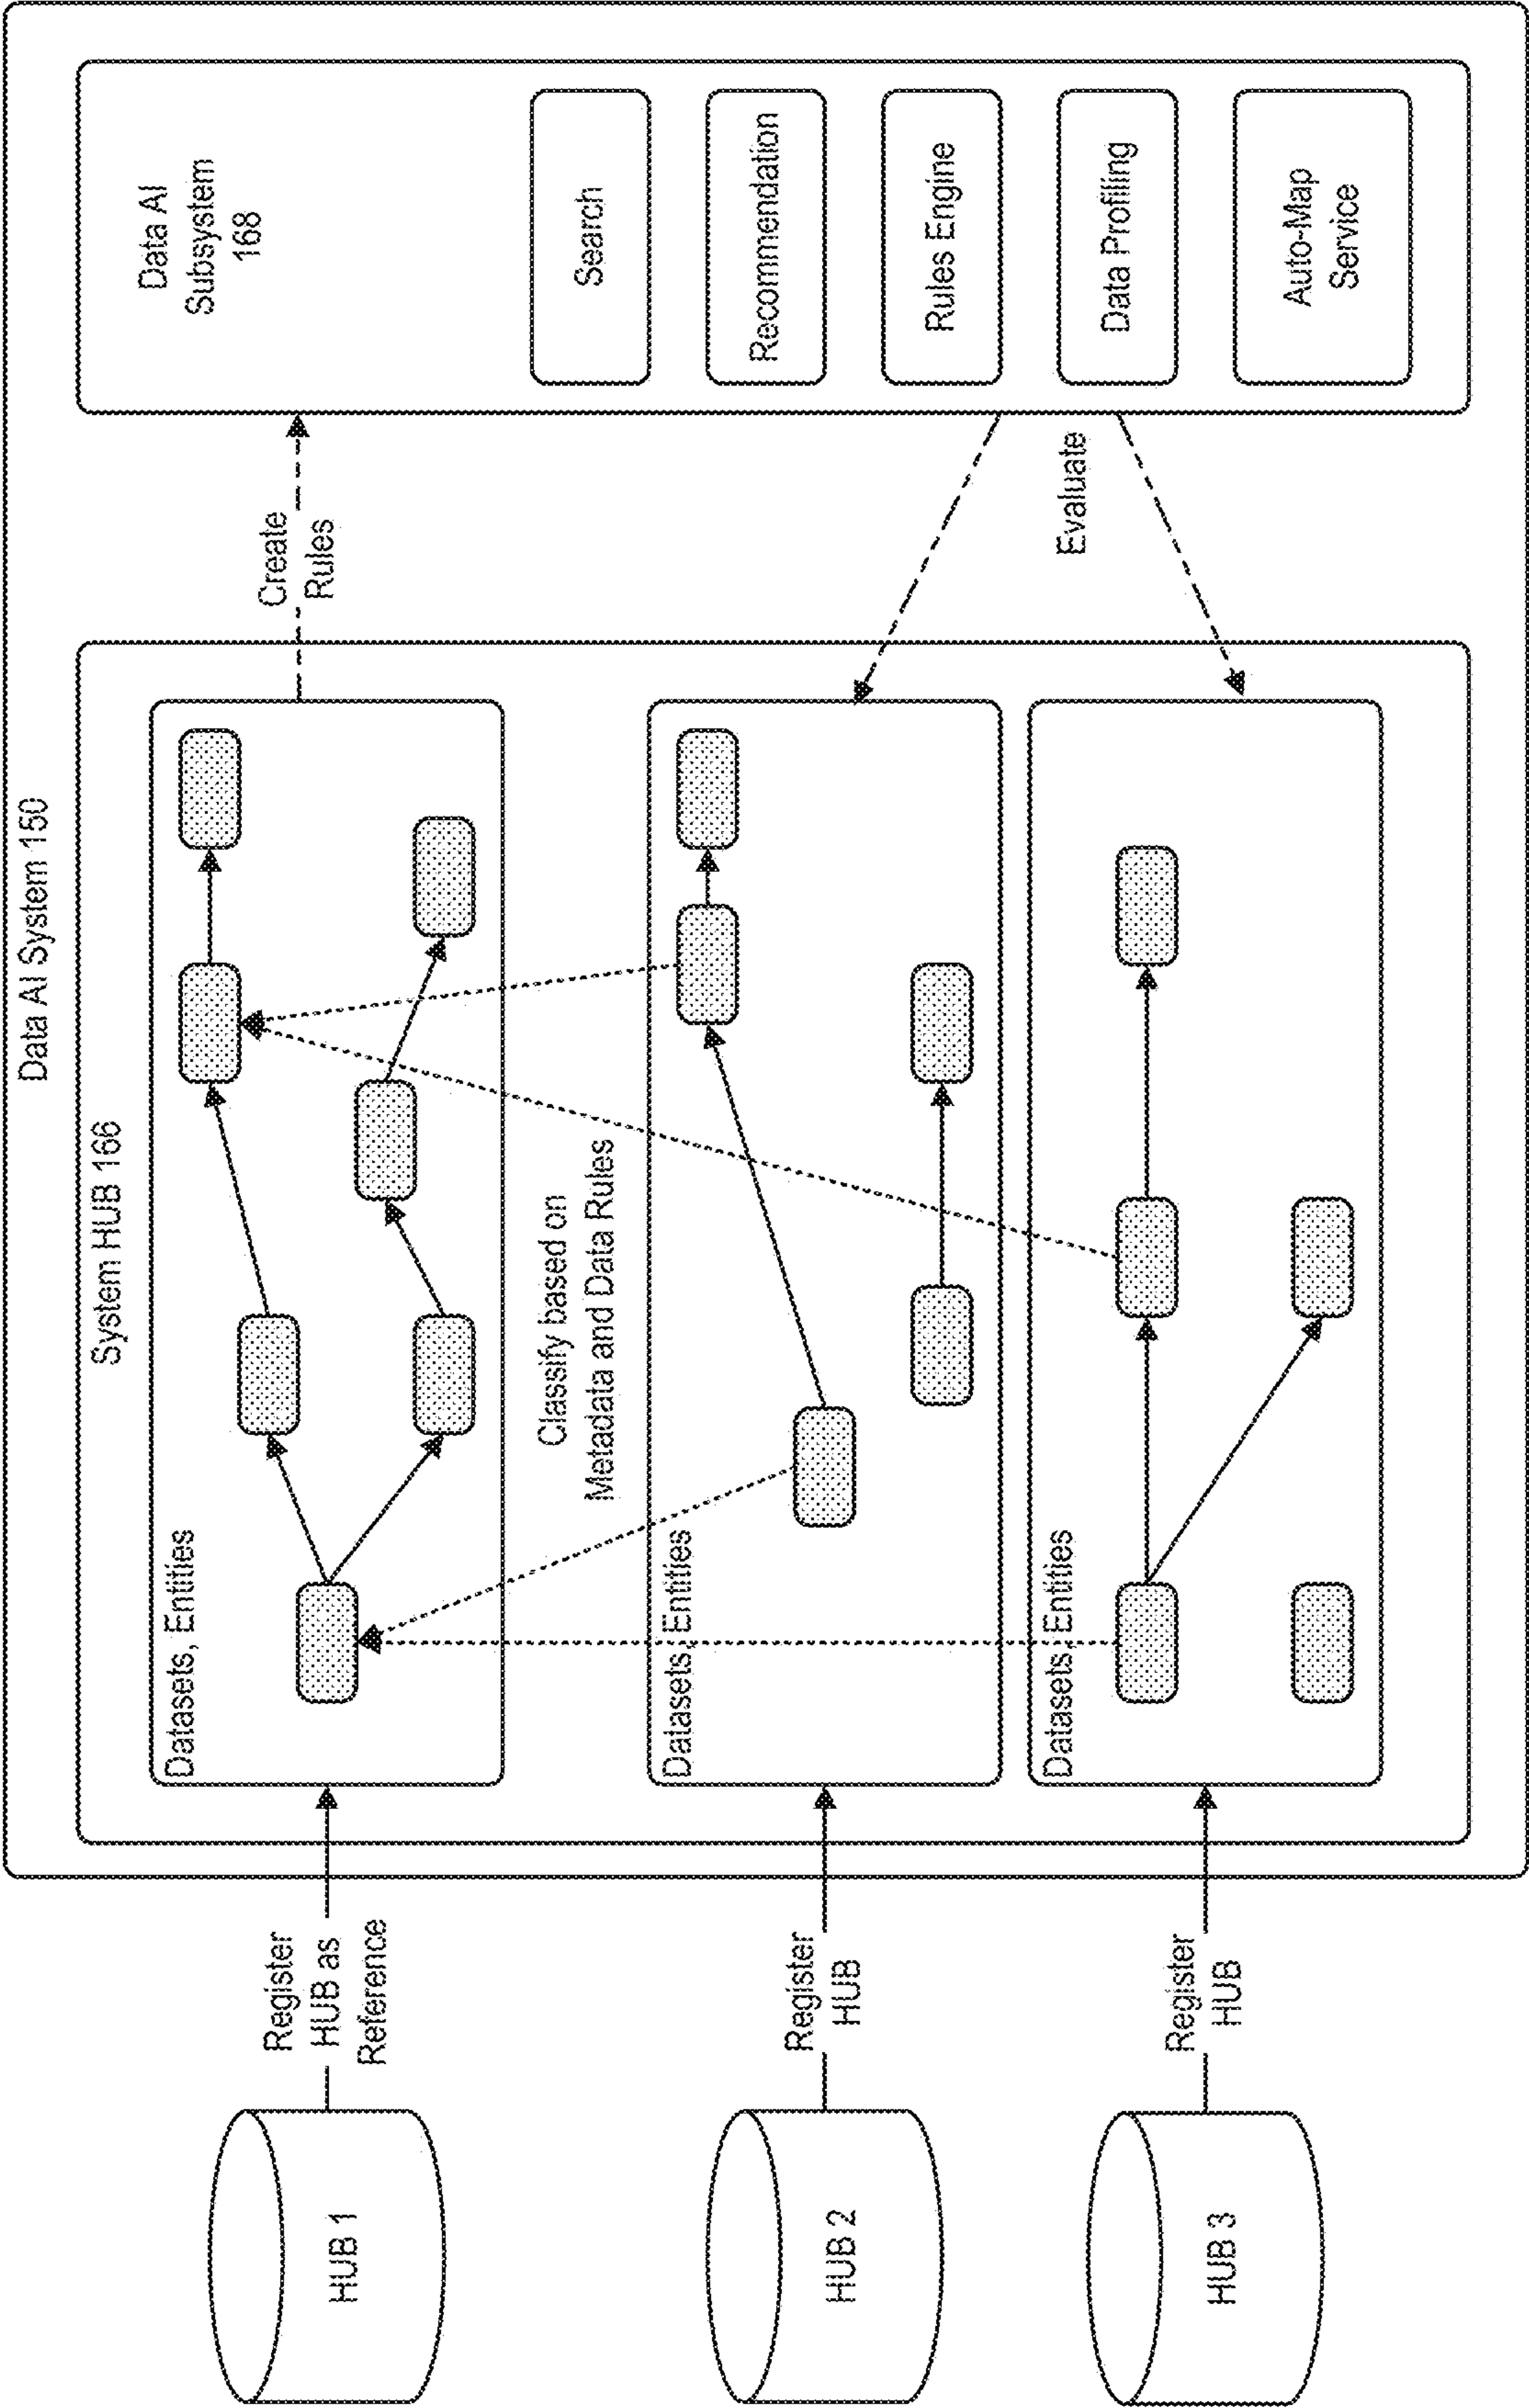 Data AI System 150
System HUB 166
HUB 1
Register
HUB as
Reference
Datasets, Entities
Create
Rules
Classify based on
Metadata and Data Rules
HUB 2
Register
HUB
Datasets, Entities
HUB 3
Register
HUB
Datasets, Entities
Evaluate
Data AI
Subsystem
168
Search
Recommendation
Rules Engine
Data Profiling
Auto-Map
Service